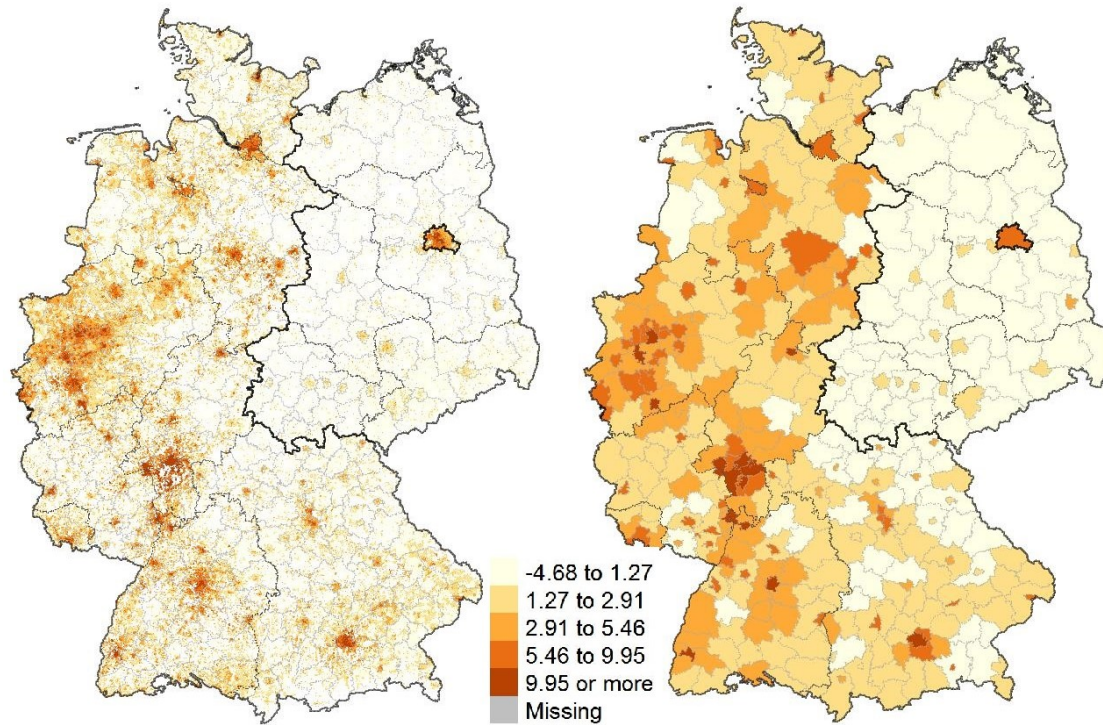 -4.68 to 1.27
1.27 to 2.91
2.91 to 5.46
5.46 to 9.95
9.95 or more
Missing